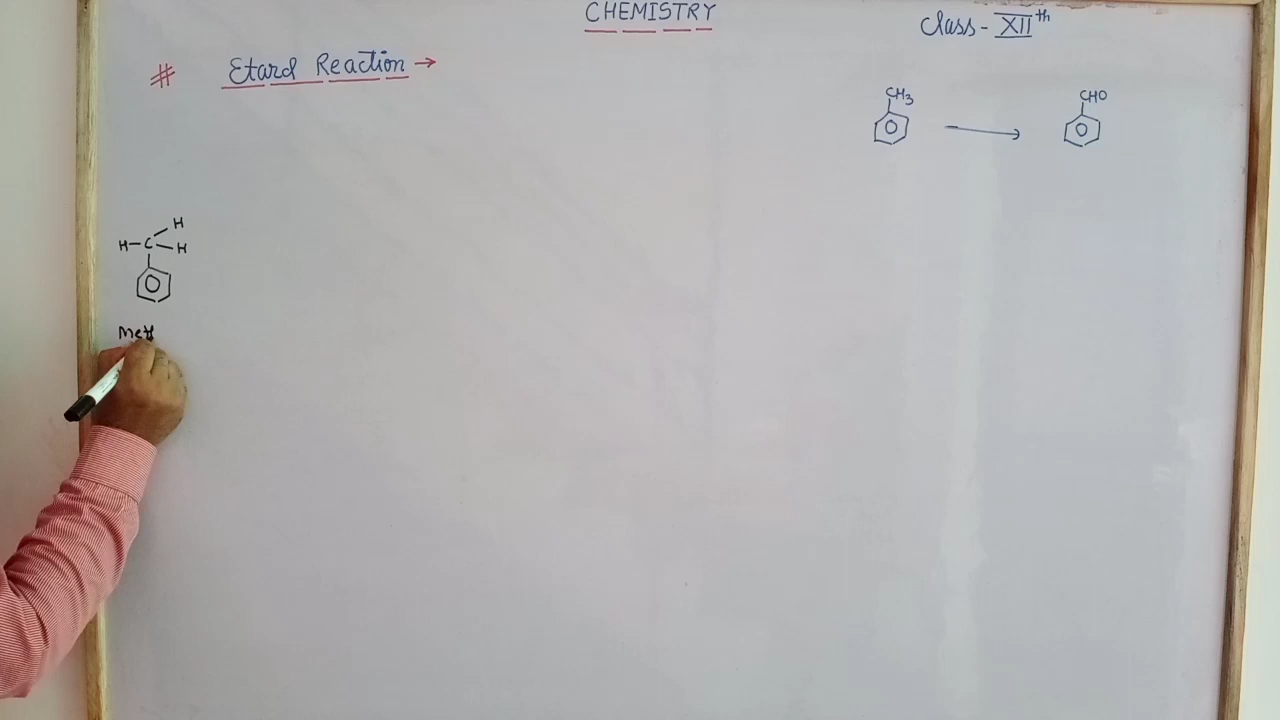 CHEMISTRY
Class - XII th
# Etard Reaction →
CH3
CHO
H
H-C-H
Met